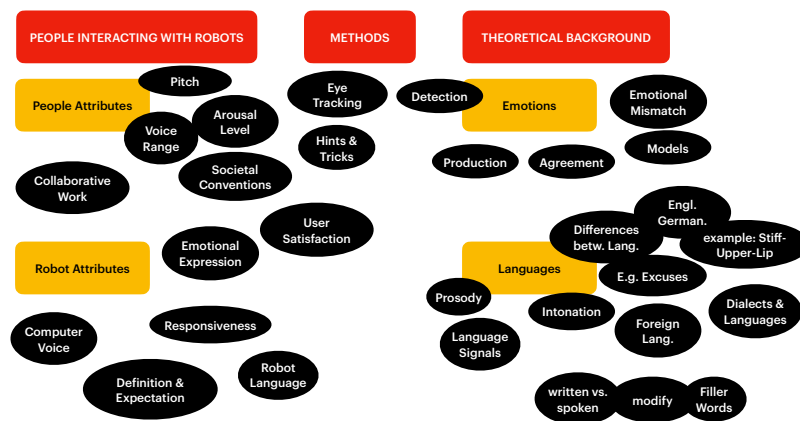 PEOPLE INTERACTING WITH ROBOTS
METHODS
THEORETICAL BACKGROUND
People Attributes
Pitch
Voice
Range
Arousal
Level
Societal
Conventions
Collaborative
Work
User
Satisfaction
Robot Attributes
Emotional
Expression
Responsiveness
Computer
Voice
Definition &
Expectation
Robot
Language
Eye
Tracking
Hints &
Tricks
Detection
Emotions
Emotional
Mismatch
Production
Agreement
Models
Languages
Differences
betw. Lang.
Engl.
German.
example: Stiff-
Upper-Lip
E.g. Excuses
Prosody
Intonation
Language
Signals
Foreign
Lang.
Dialects &
Languages
written vs.
spoken
modify
Filler
Words